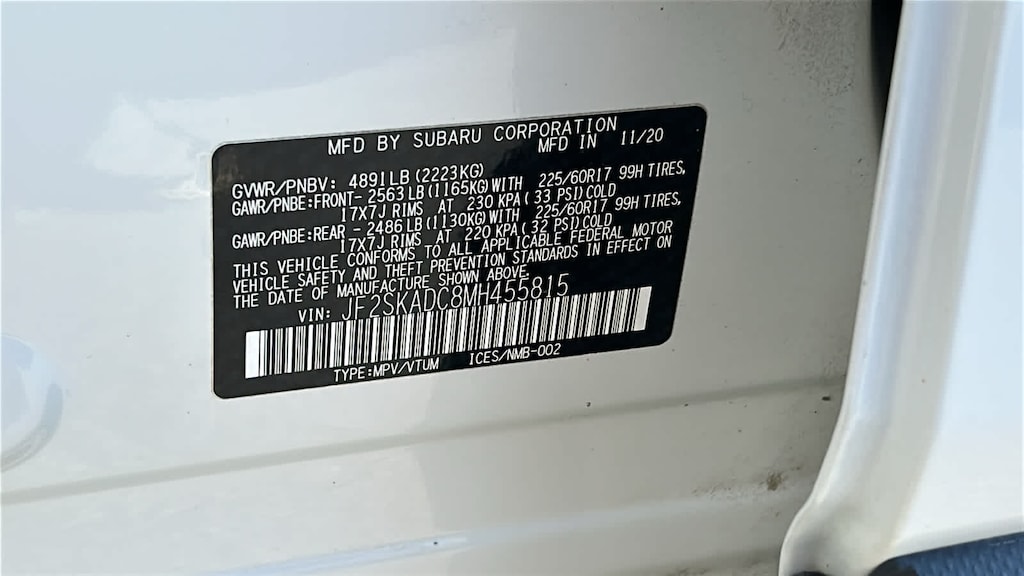 MFD BY SUBARU CORPORATION
MFD IN 11/20
GVWR/PNBV: 4891LB(2223KG)
GAWR/PNBE:FRONT- 2563LB(1165KG)WITH 225/60R17 99H TIRES,
17X7J RIMS AT 230 KPA(33 PSI)COLD
GAWR/PNBE:REAR - 2486LB(1130KG)WITH 225/60R17 99H TIRES,
17X7J RIMS AT 220 KPA(32 PSI)COLD
THIS VEHICLE CONFORMS TO ALL APPLICABLE FEDERAL MOTOR
VEHICLE SAFETY AND THEFT PREVENTION STANDARDS IN EFFECT ON
THE DATE OF MANUFACTURE SHOWN ABOVE.
VIN: JF2SKADC8MH455815
TYPE:MPV/VTUM ICES/NMB-002